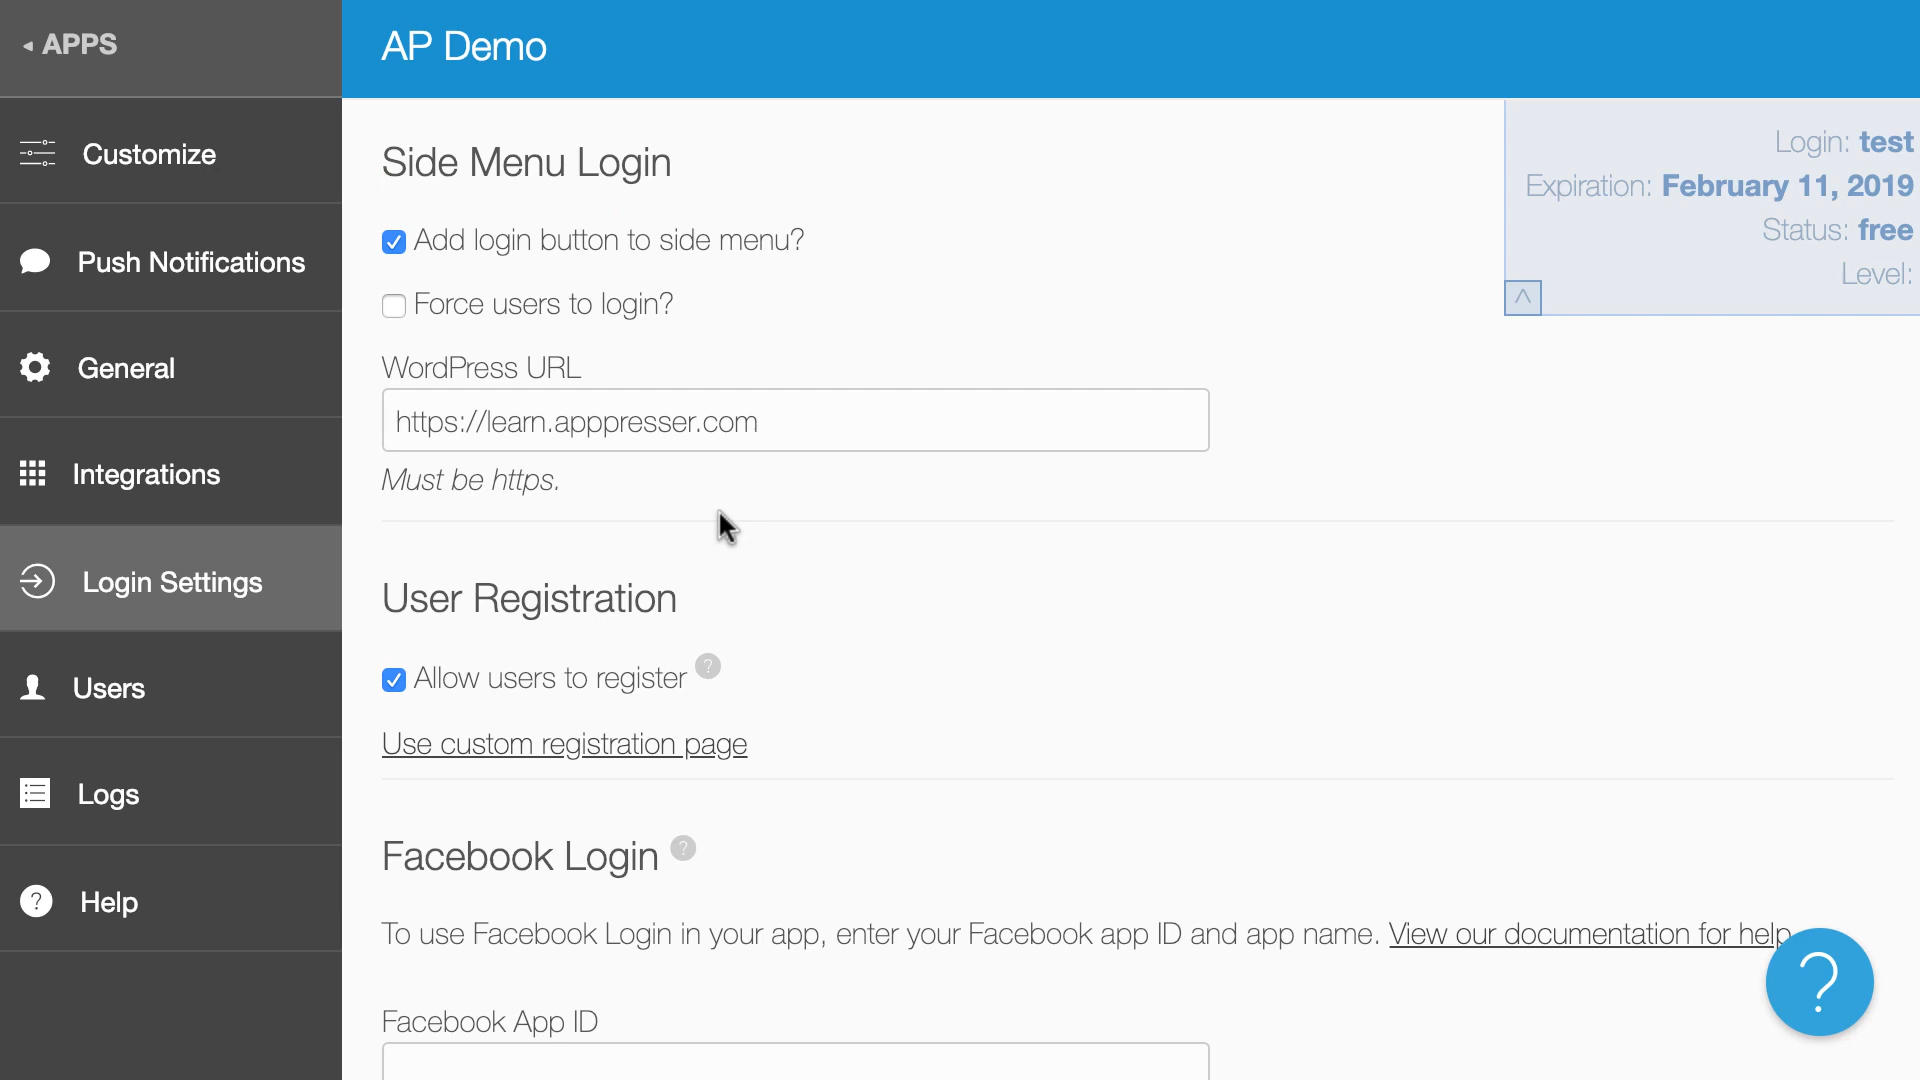 APPS
AP Demo
Customize
Push Notifications
General
Integrations
Login Settings
Users
Logs
Help
Side Menu Login
Add login button to side menu?
Force users to login?
WordPress URL
https://learn.apppresser.com
Must be https.
Login: test
Expiration: February 11, 2019
Status: free
Level:
User Registration
Allow users to register ?
Use custom registration page
Facebook Login ?
To use Facebook Login in your app, enter your Facebook app ID and app name. View our documentation for help
Facebook App ID
?